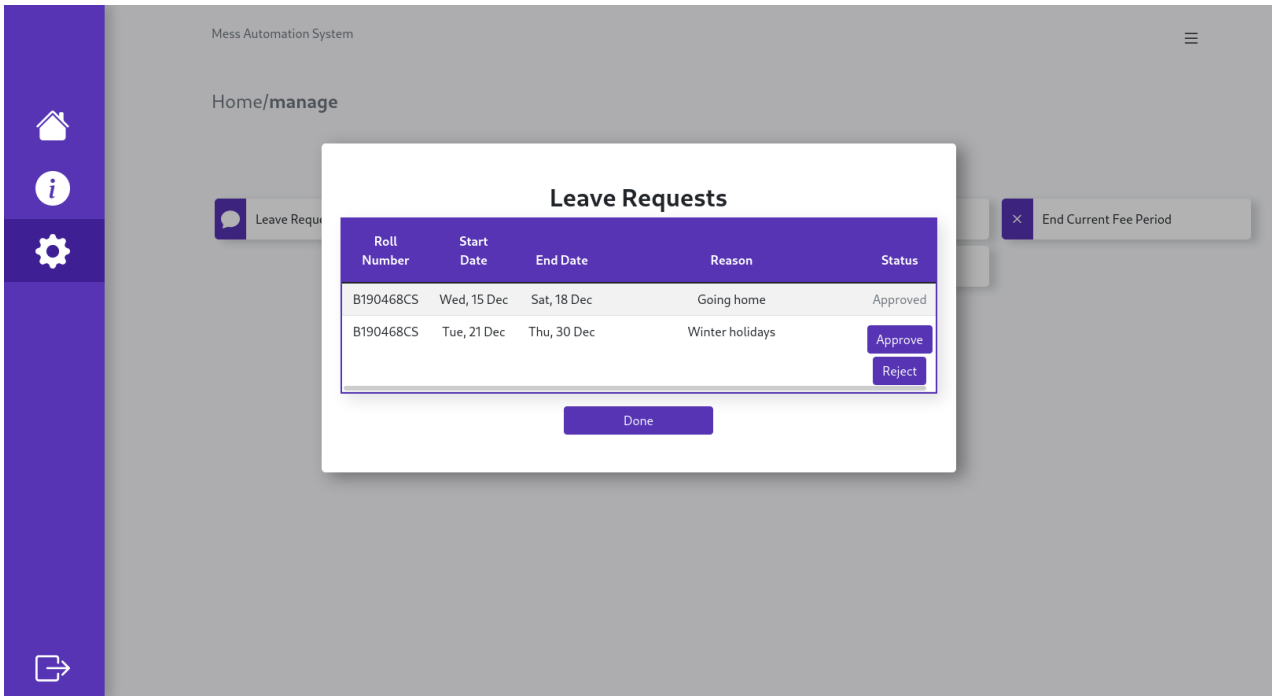 Mess Automation System
Home/manage
Leave Requests
Leave Reque
End Current Fee Period
Roll Number Start Date End Date Reason Status
B190468CS Wed, 15 Dec Sat, 18 Dec Going home Approved
B190468CS Tue, 21 Dec Thu, 30 Dec Winter holidays Approve
Reject
Done